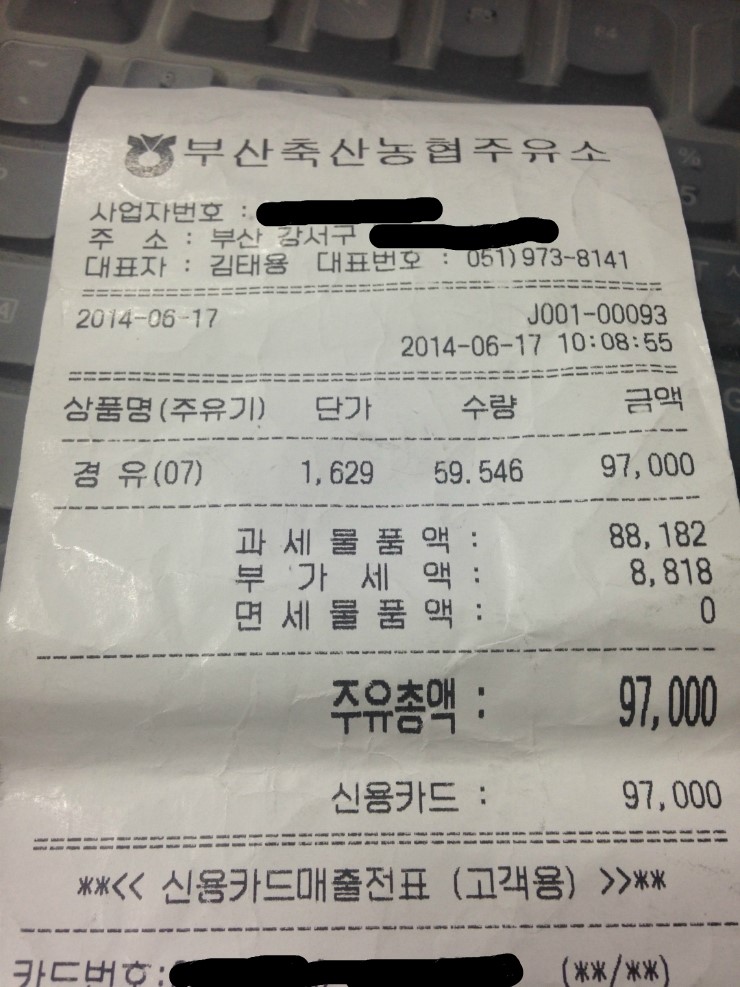 부산축산농협주유소
사업자번호 :
주 소 : 부산 강서구
대표자 : 김태용 대표번호 : 051)973-8141
2014-06-17 J001-00093
2014-06-17 10:08:55
상품명(주유기) 단가 수량 금액
경 유(07) 1,629 59.546 97,000
과 세 물 품 액 : 88,182
부 가 세 액 : 8,818
면 세 물 품 액 : 0
주유총액 : 97,000
신용카드 : 97,000
**<< 신용카드매출전표 (고객용) >>**
카드번호: (**/**)